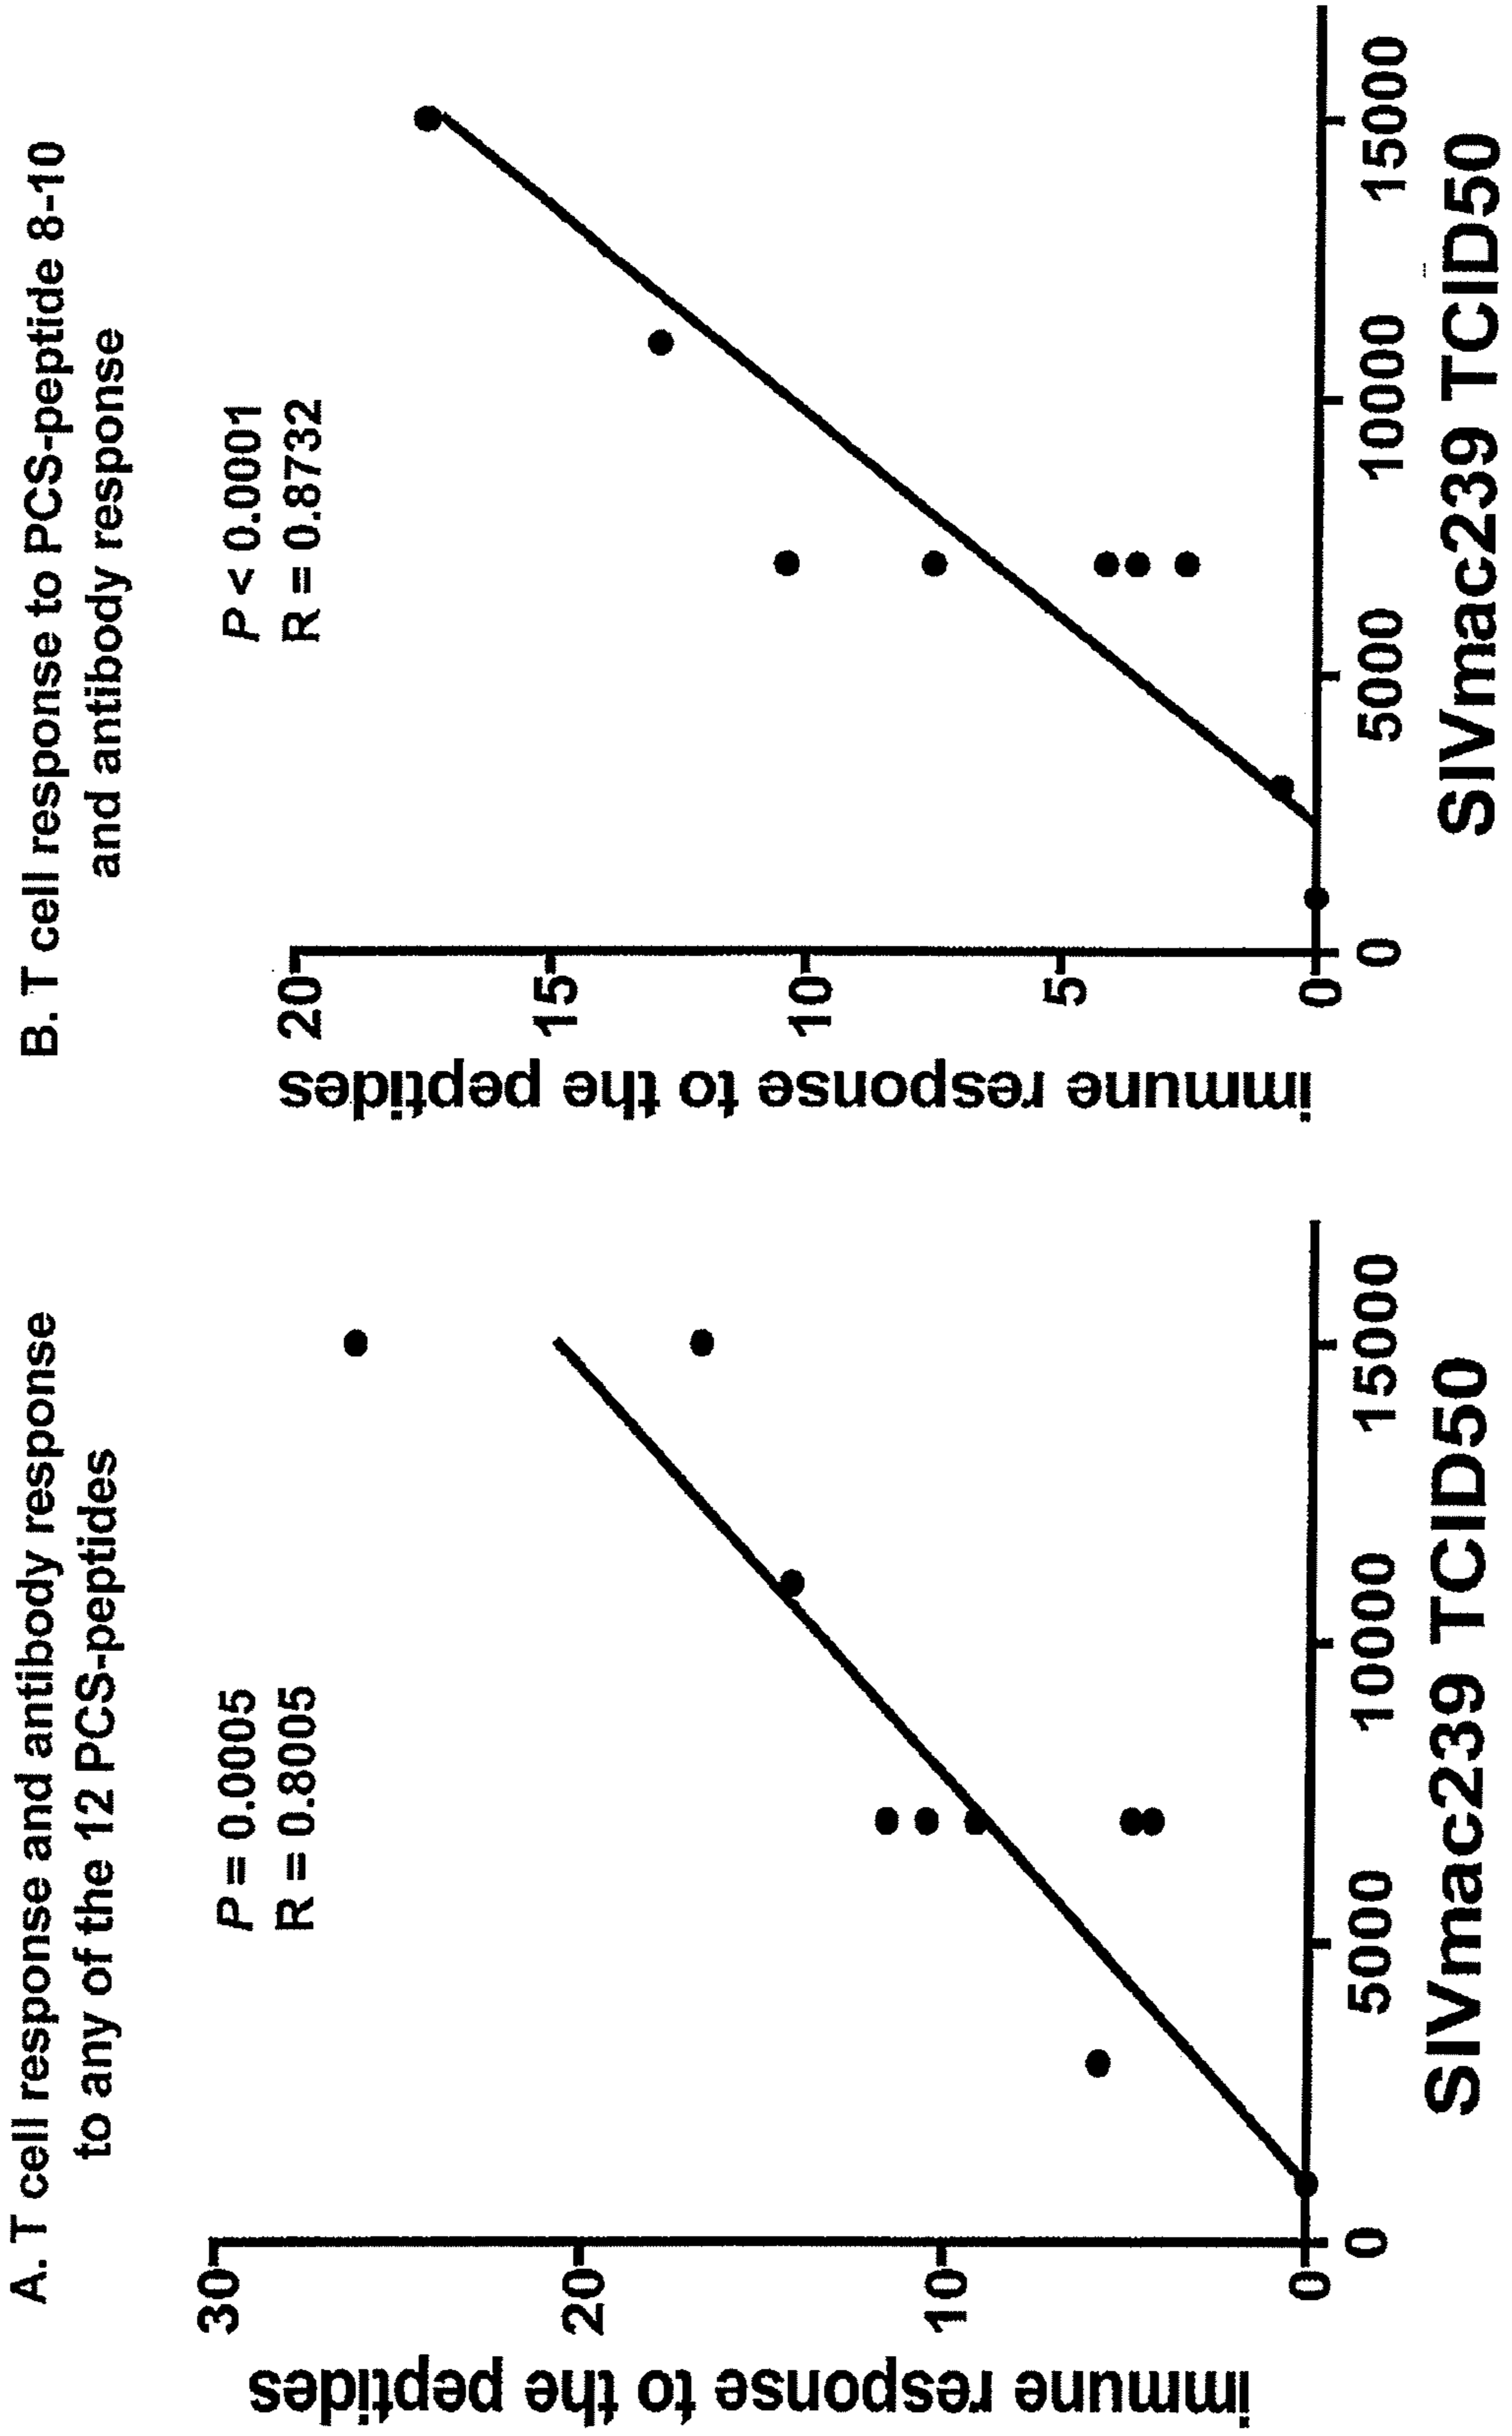 A. T cell response and antibody response
to any of the 12 PCS-peptides
P = 0.0005
R = 0.8005
immune response to the peptides
30
20
10
0
0
5000
10000
15000
SIVmac239 TCID50
B. T cell response to PCS-peptide 8-10
and antibody response
P < 0.0001
R = 0.8732
immune response to the peptides
20
15
10
5
0
0
5000
10000
15000
SIVmac239 TCID50